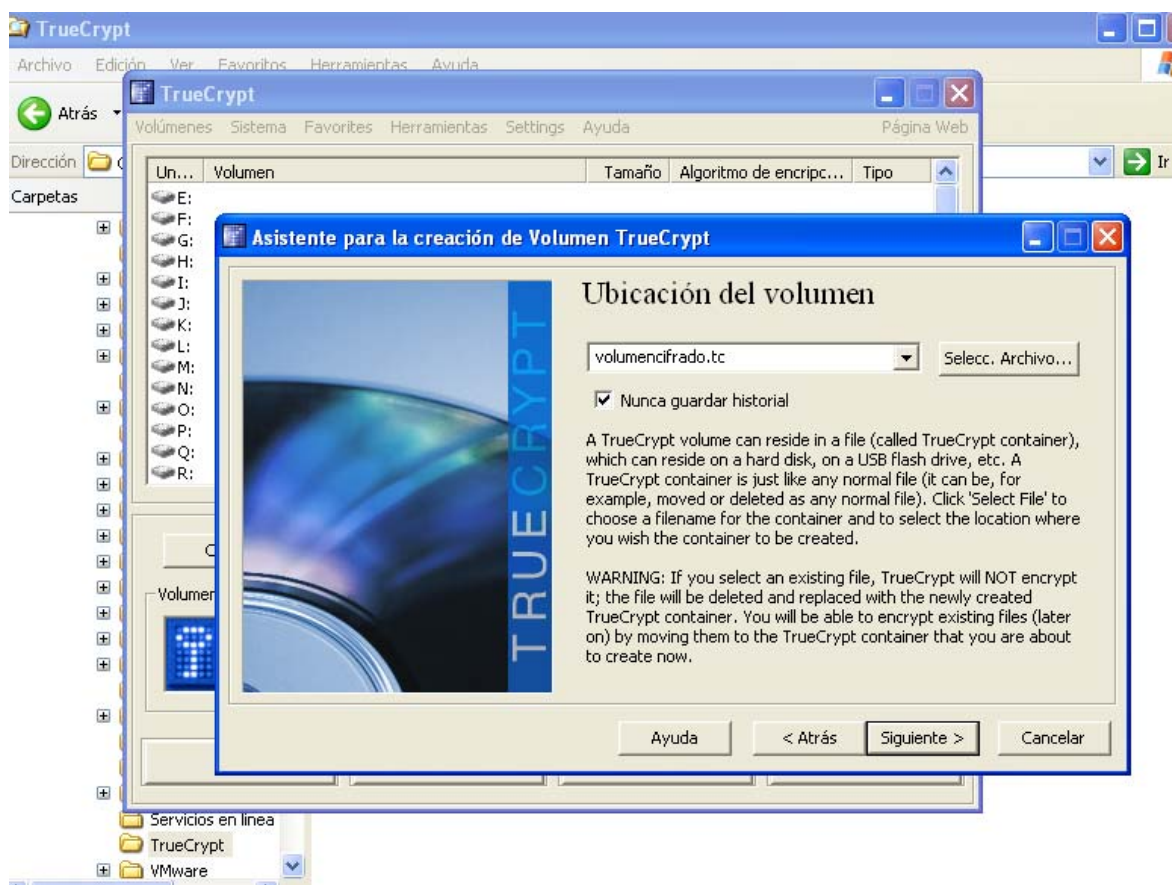 TrueCrypt
Archivo Edición Ver Favoritos Herramientas Ayuda
Atrás
Dirección
Ir
Carpetas
TrueCrypt
Volúmenes Sistema Favorites Herramientas Settings Ayuda Página Web
Un... Volumen Tamaño Algoritmo de encripc... Tipo
E:
F:
G:
H:
I:
J:
K:
L:
M:
N:
O:
P:
Q:
R:
Volumen
Asistente para la creación de Volumen TrueCrypt
TRUECRYPT
Ubicación del volumen
volumencifrado.tc Selecc. Archivo...
Nunca guardar historial
A TrueCrypt volume can reside in a file (called TrueCrypt container),
which can reside on a hard disk, on a USB flash drive, etc. A
TrueCrypt container is just like any normal file (it can be, for
example, moved or deleted as any normal file). Click 'Select File' to
choose a filename for the container and to select the location where
you wish the container to be created.
WARNING: If you select an existing file, TrueCrypt will NOT encrypt
it; the file will be deleted and replaced with the newly created
TrueCrypt container. You will be able to encrypt existing files (later
on) by moving them to the TrueCrypt container that you are about
to create now.
Ayuda < Atrás Siguiente > Cancelar
Servicios en línea
TrueCrypt
VMware